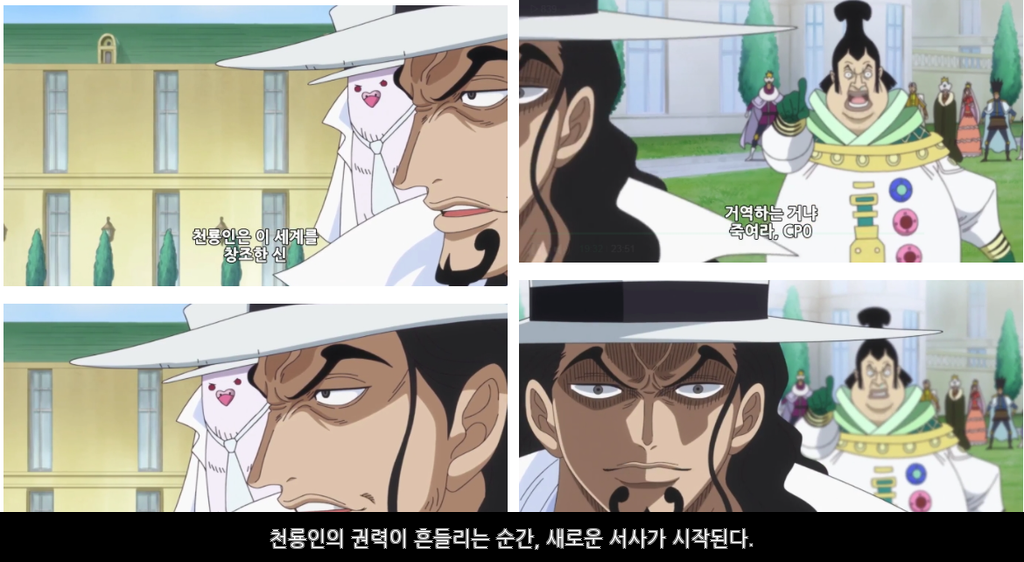 천룡인은 이 세계를
창조한 신
거역하는 거냐
죽여라, CP0
천룡인의 권력이 흔들리는 순간, 새로운 서사가 시작된다.